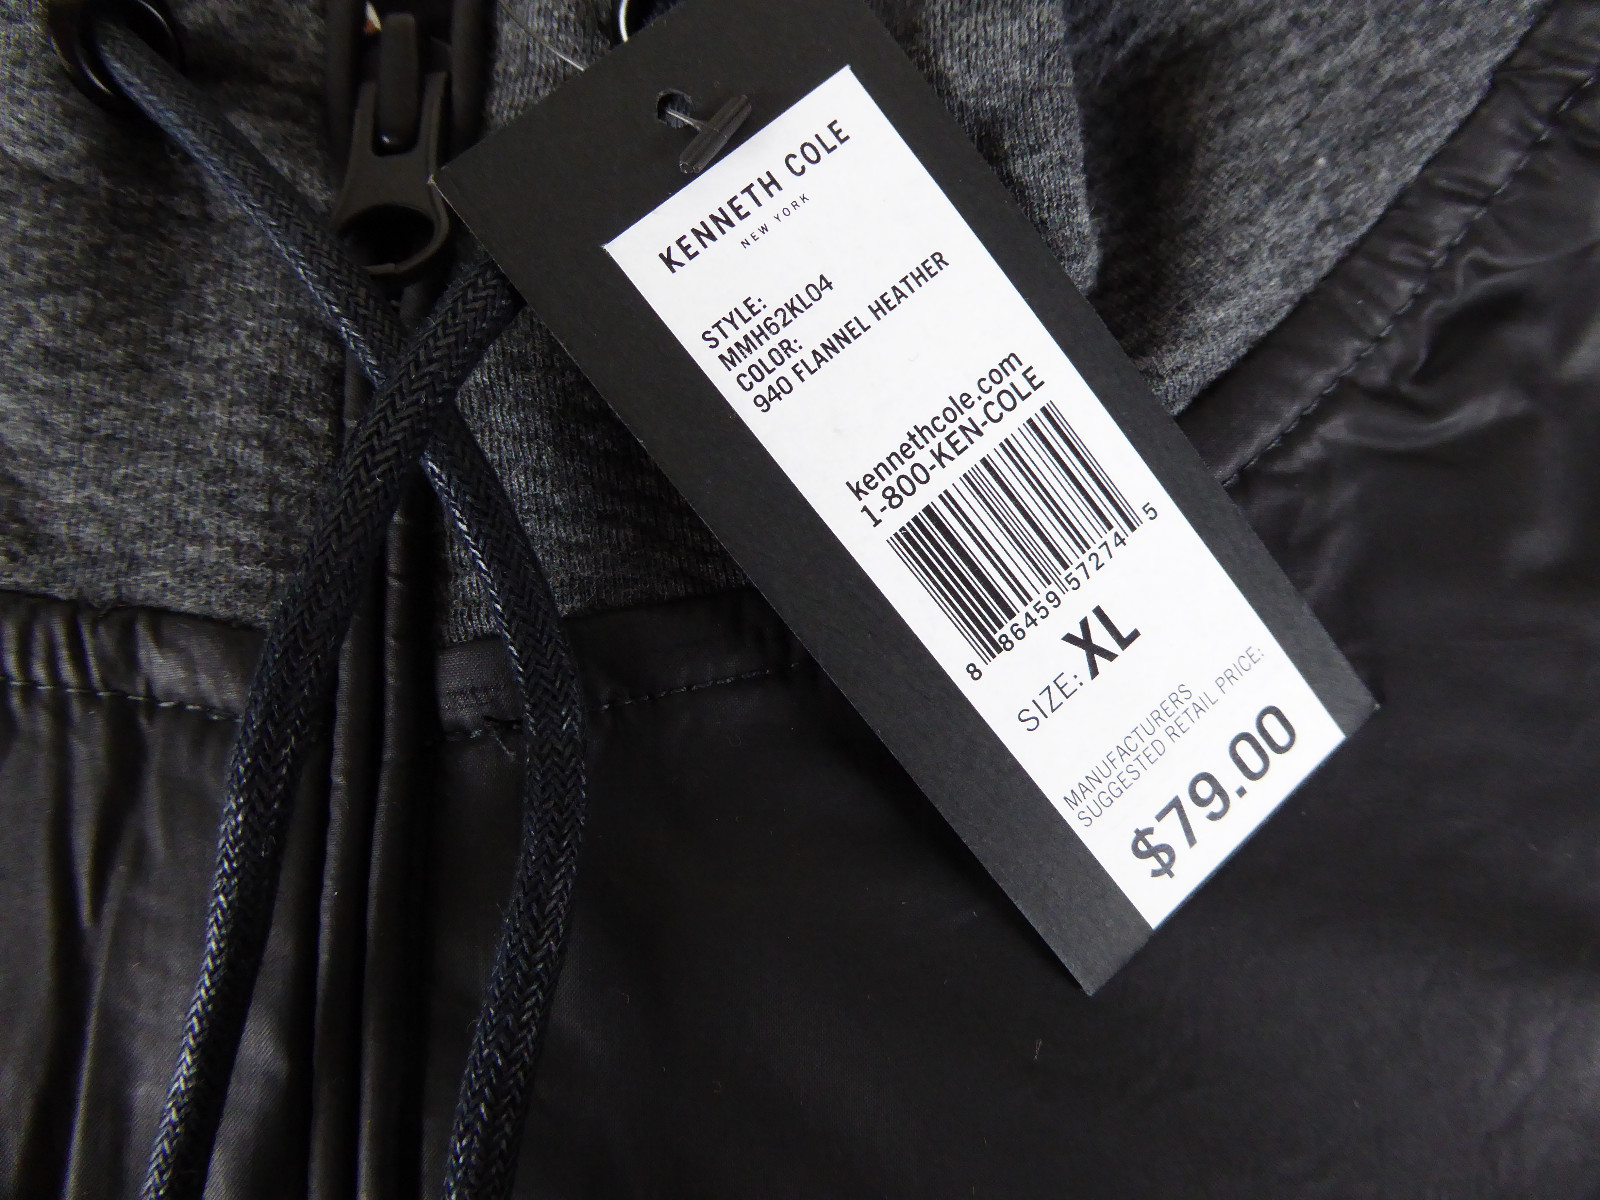 KENNETH COLE
NEW YORK
STYLE:
MMH62KL04
COLOR:
940 FLANNEL HEATHER
kennethcole.com
1-800-KEN-COLE
8 86459 57274 5
SIZE: XL
MANUFACTURERS
SUGGESTED RETAIL PRICE:
$79.00